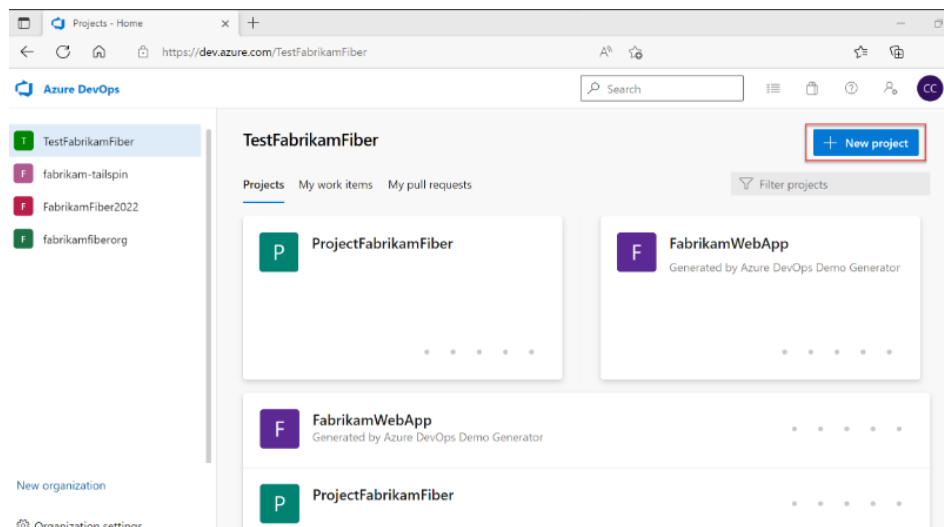 Projects - Home
https://dev.azure.com/TestFabrikamFiber
Azure DevOps
Search
CC
T TestFabrikamFiber
F fabrikam-tailspin
F FabrikamFiber2022
F fabrikamfiberorg
New organization
Organization settings
TestFabrikamFiber
+ New project
Projects My work items My pull requests
Filter projects
P ProjectFabrikamFiber
F FabrikamWebApp
Generated by Azure DevOps Demo Generator
F FabrikamWebApp
Generated by Azure DevOps Demo Generator
P ProjectFabrikamFiber